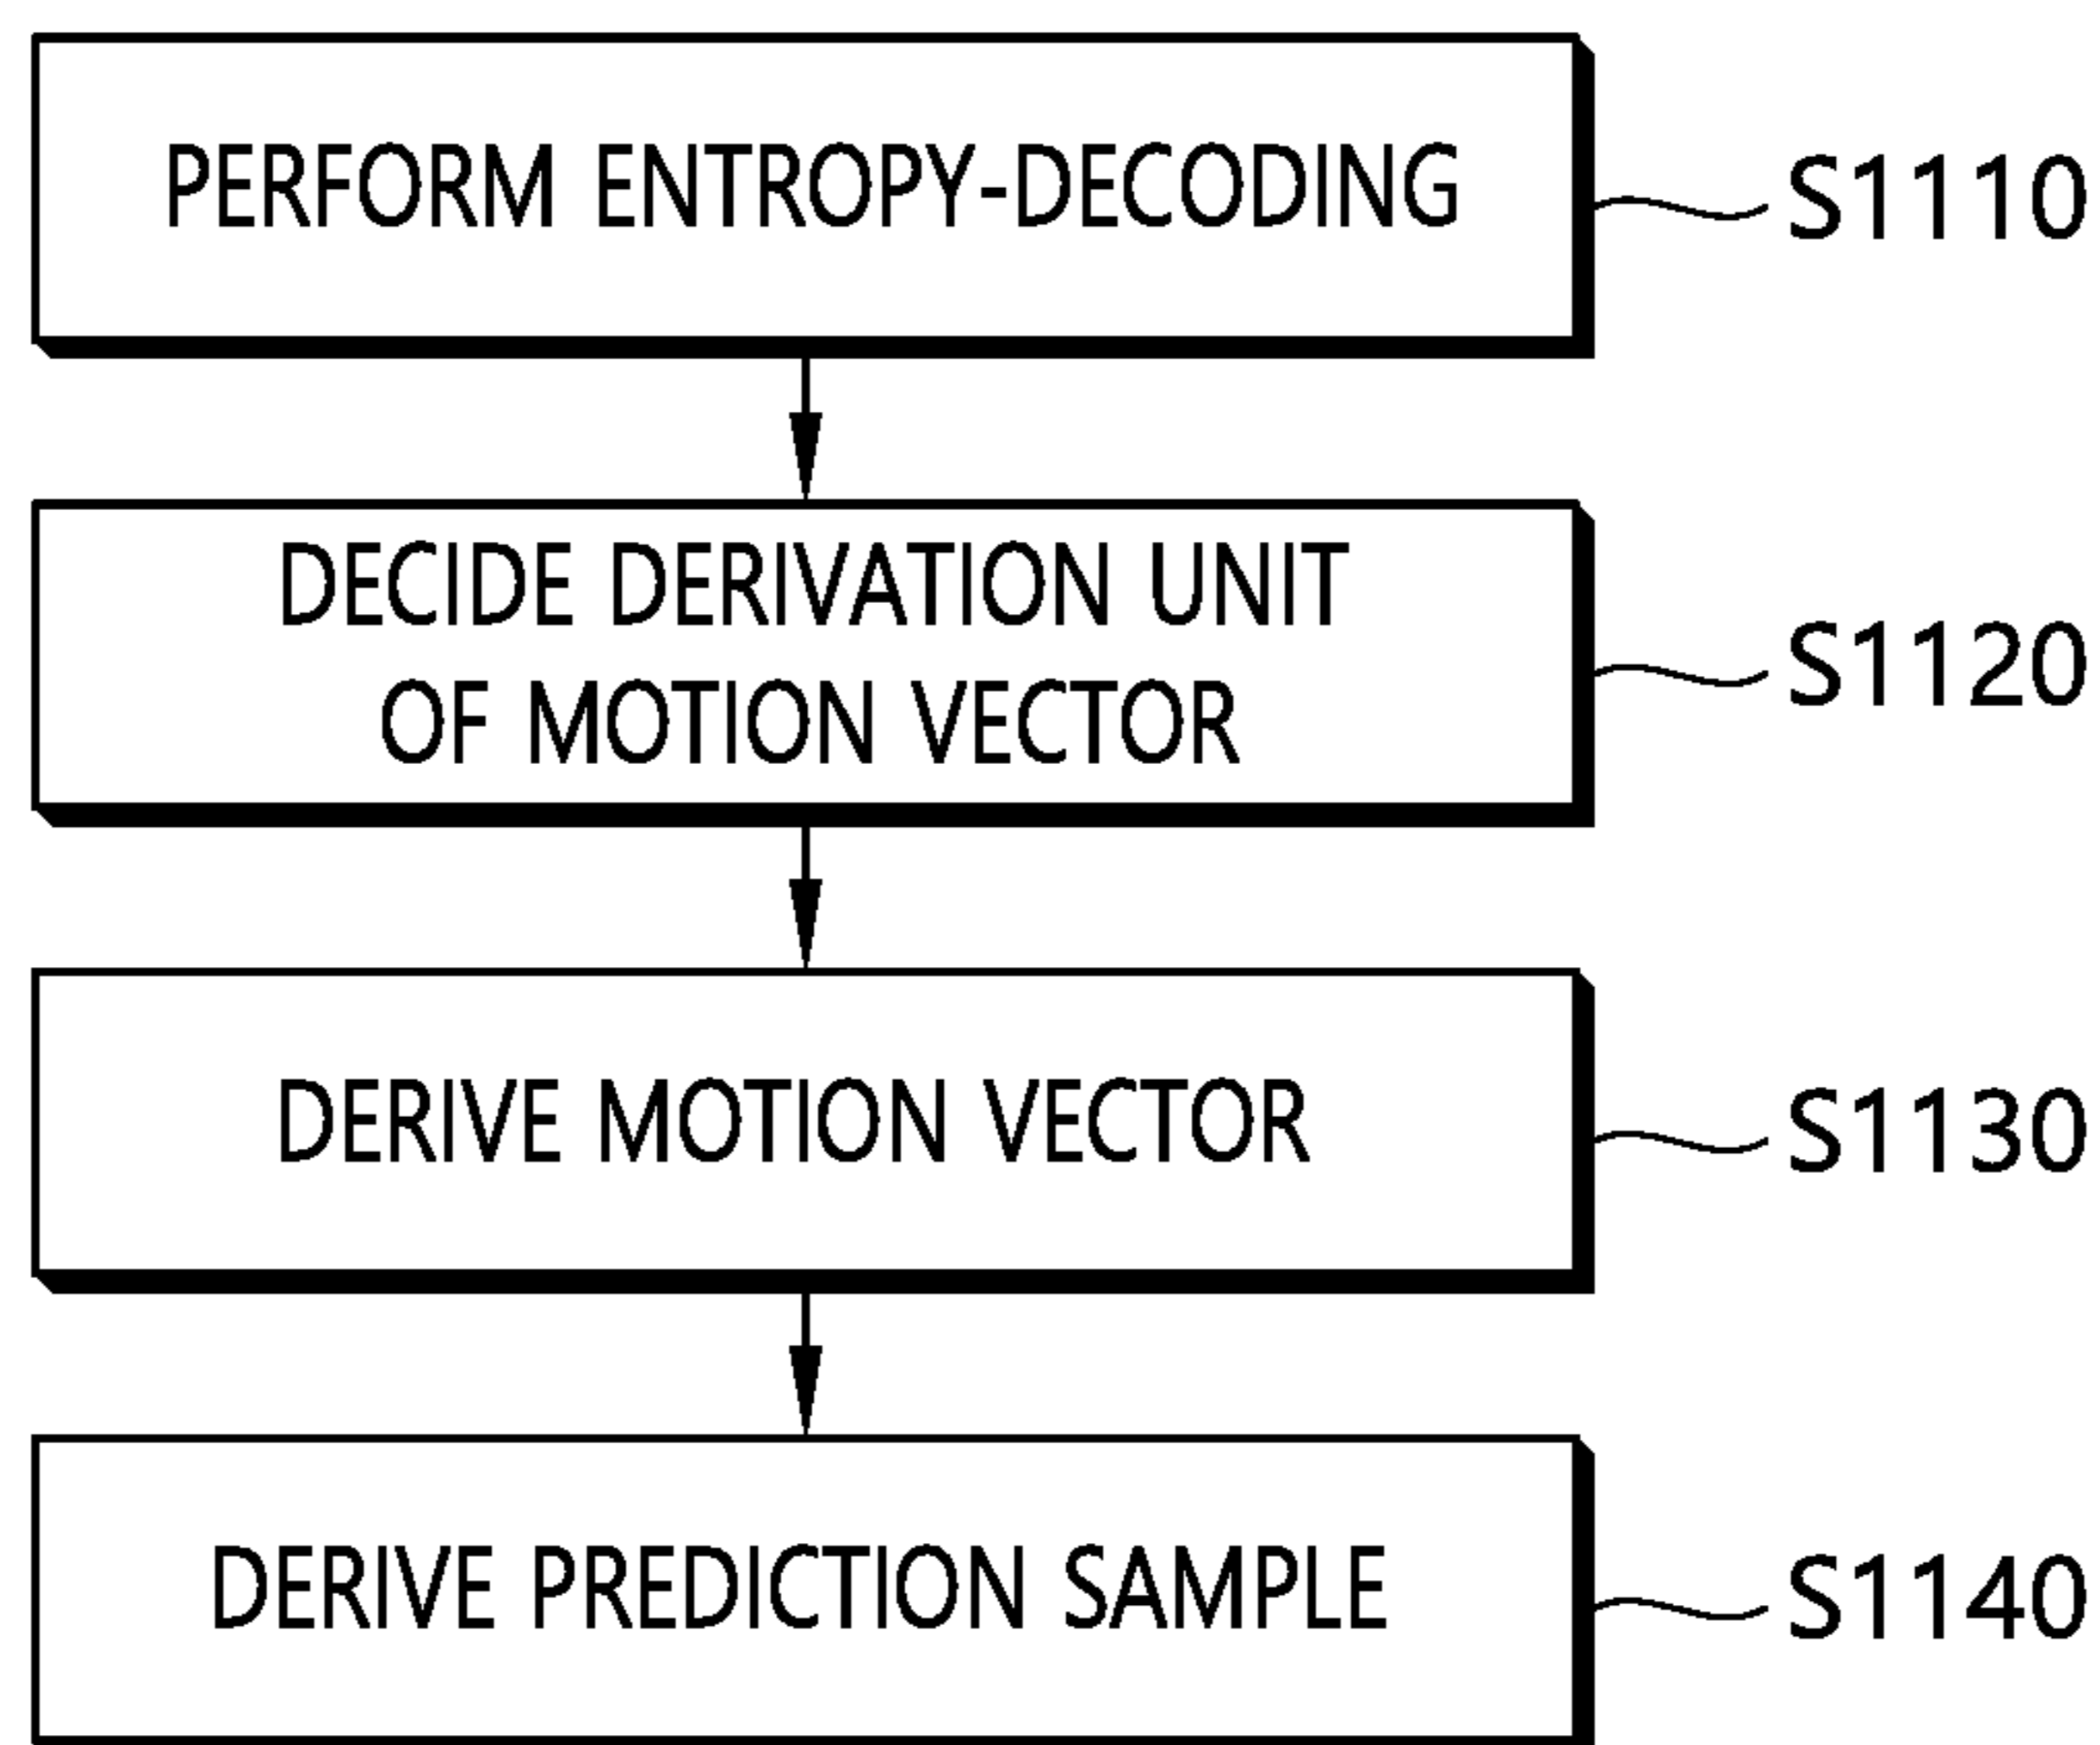 PERFORM ENTROPY-DECODING
S1110
DECIDE DERIVATION UNIT
OF MOTION VECTOR
S1120
DERIVE MOTION VECTOR
S1130
DERIVE PREDICTION SAMPLE
S1140